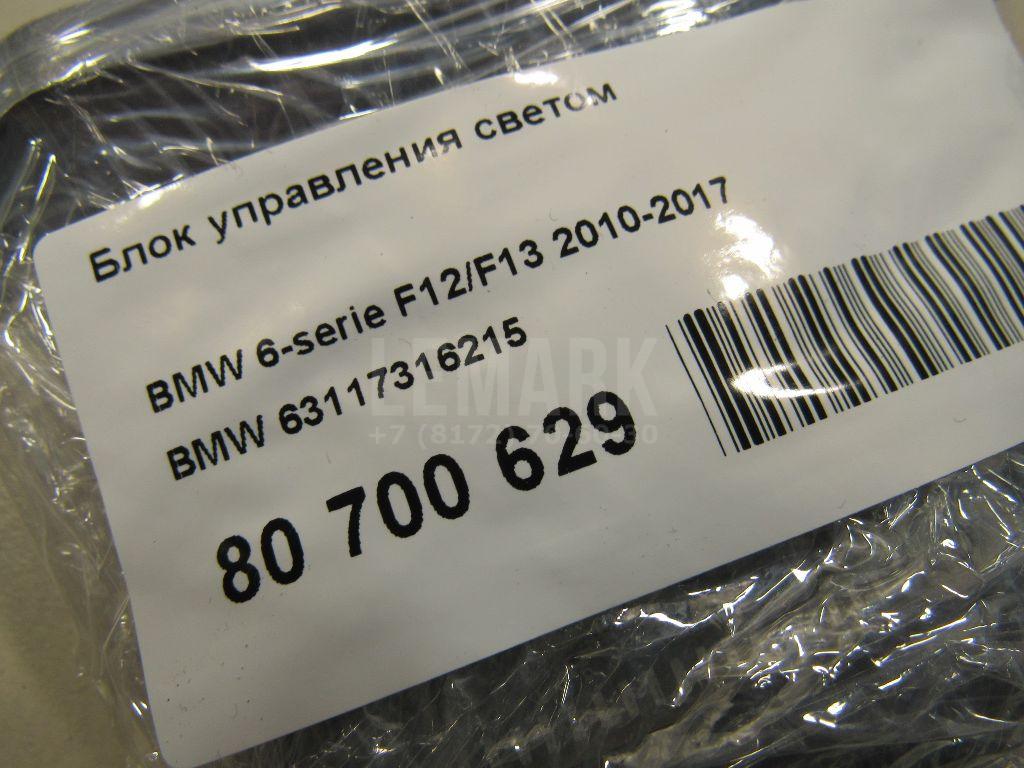 Блок управления светом
BMW 6-serie F12/F13 2010-2017
BMW 63117316215
80 700 629
LEMARK